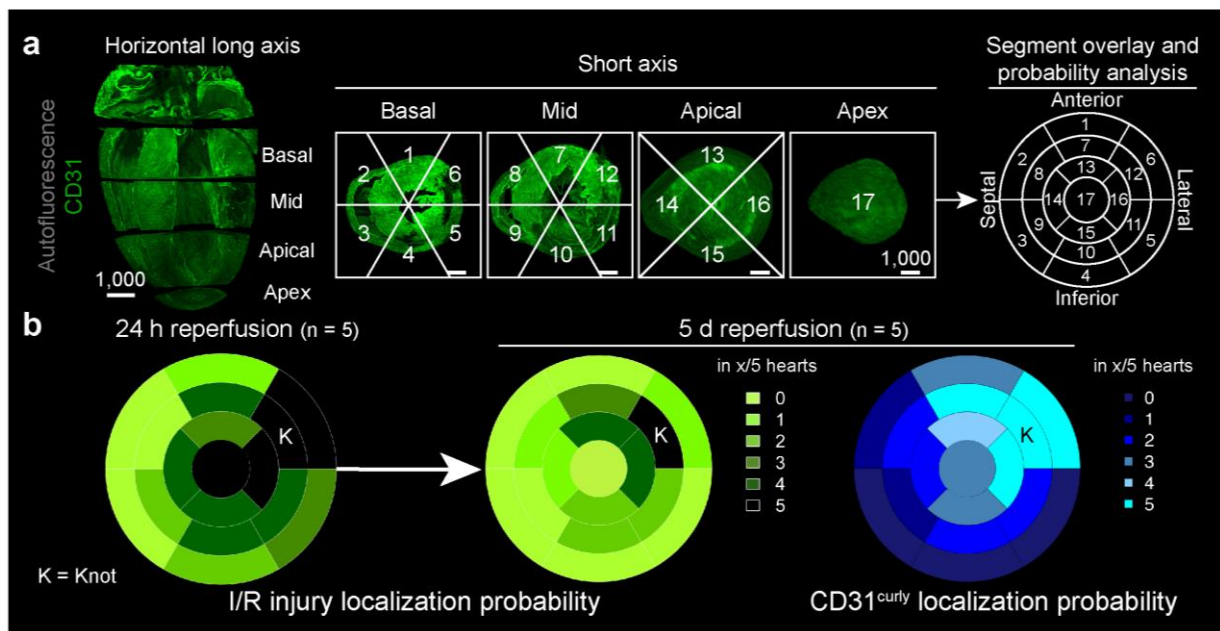 a
Horizontal long axis
Autofluorescence
CD31
Basal
Mid
Apical
Apex
1,000
Short axis
Basal
Mid
Apical
Apex
1
2
6
3
5
4
7
8
12
9
11
10
13
14
16
15
17
1,000
Segment overlay and
probability analysis
Anterior
Septal
Lateral
Inferior
1
7
2
6
8
13
12
14
17
16
9
15
11
3
10
5
4
b
24 h reperfusion (n = 5)
5 d reperfusion (n = 5)
K
K = Knot
K
in x/5 hearts
0
1
2
3
4
5
I/R injury localization probability
K
in x/5 hearts
0
1
2
3
4
5
CD31curly localization probability